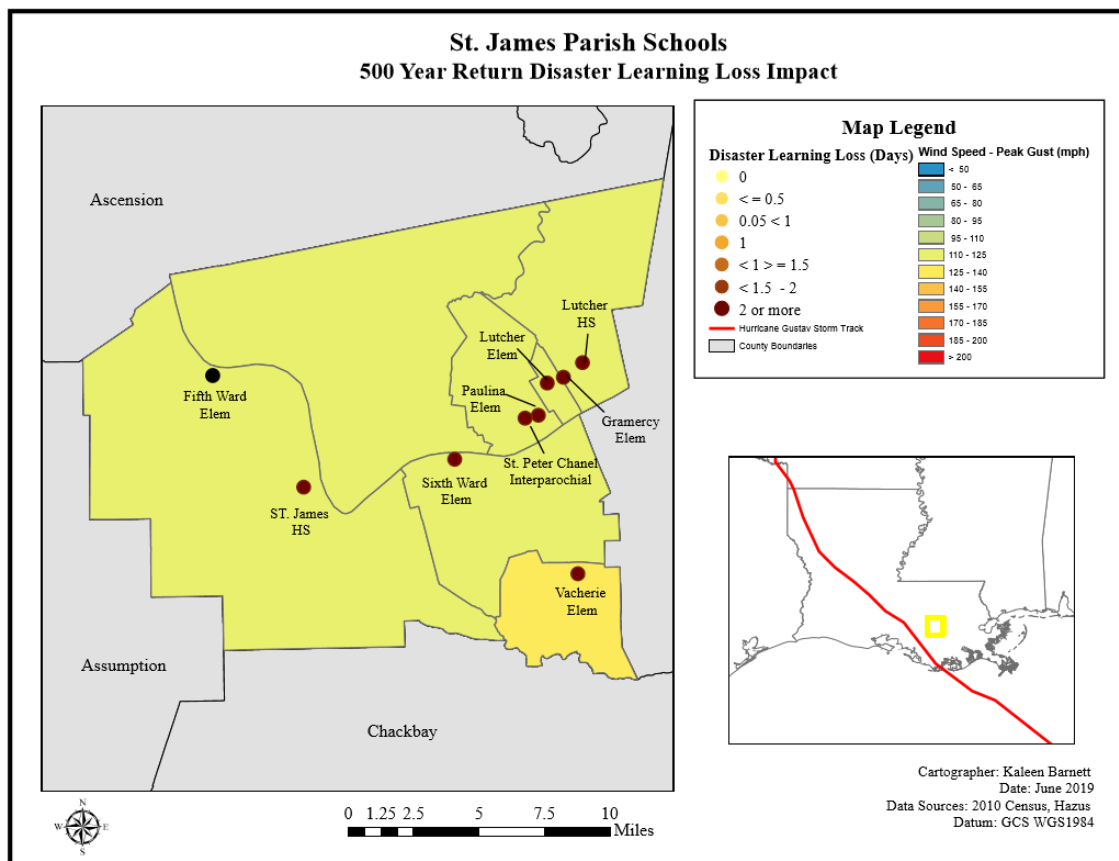 St. James Parish Schools
500 Year Return Disaster Learning Loss Impact
Ascension
Fifth Ward
Elem
ST. James
HS
Sixth Ward
Elem
Paulina
Elem
Lutcher
Elem
Lutcher
HS
Gramercy
Elem
St. Peter Chanel
Interparochial
Vacherie
Elem
Assumption
Chackbay
Map Legend
Disaster Learning Loss (Days)
0
< = 0.5
0.05 < 1
1
< 1 > = 1.5
< 1.5 - 2
2 or more
Hurricane Gustav Storm Track
County Boundaries
Wind Speed - Peak Gust (mph)
< 50
50 - 65
65 - 80
80 - 95
95 - 110
110 - 125
125 - 140
140 - 155
155 - 170
170 - 185
185 - 200
> 200
N
W E
S
0 1.25 2.5 5 7.5 10
Miles
Cartographer: Kaleen Barnett
Date: June 2019
Data Sources: 2010 Census, Hazus
Datum: GCS WGS1984